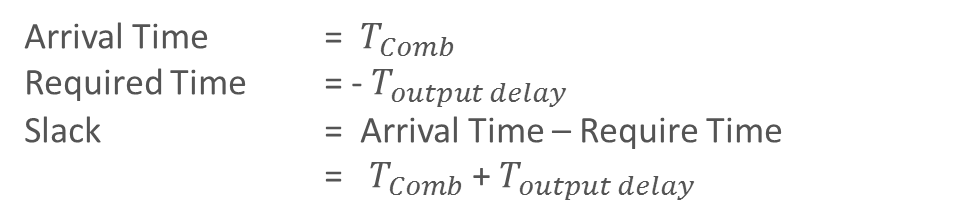 Arrival Time = T_Comb
Required Time = - T_output delay
Slack = Arrival Time – Require Time
= T_Comb + T_output delay